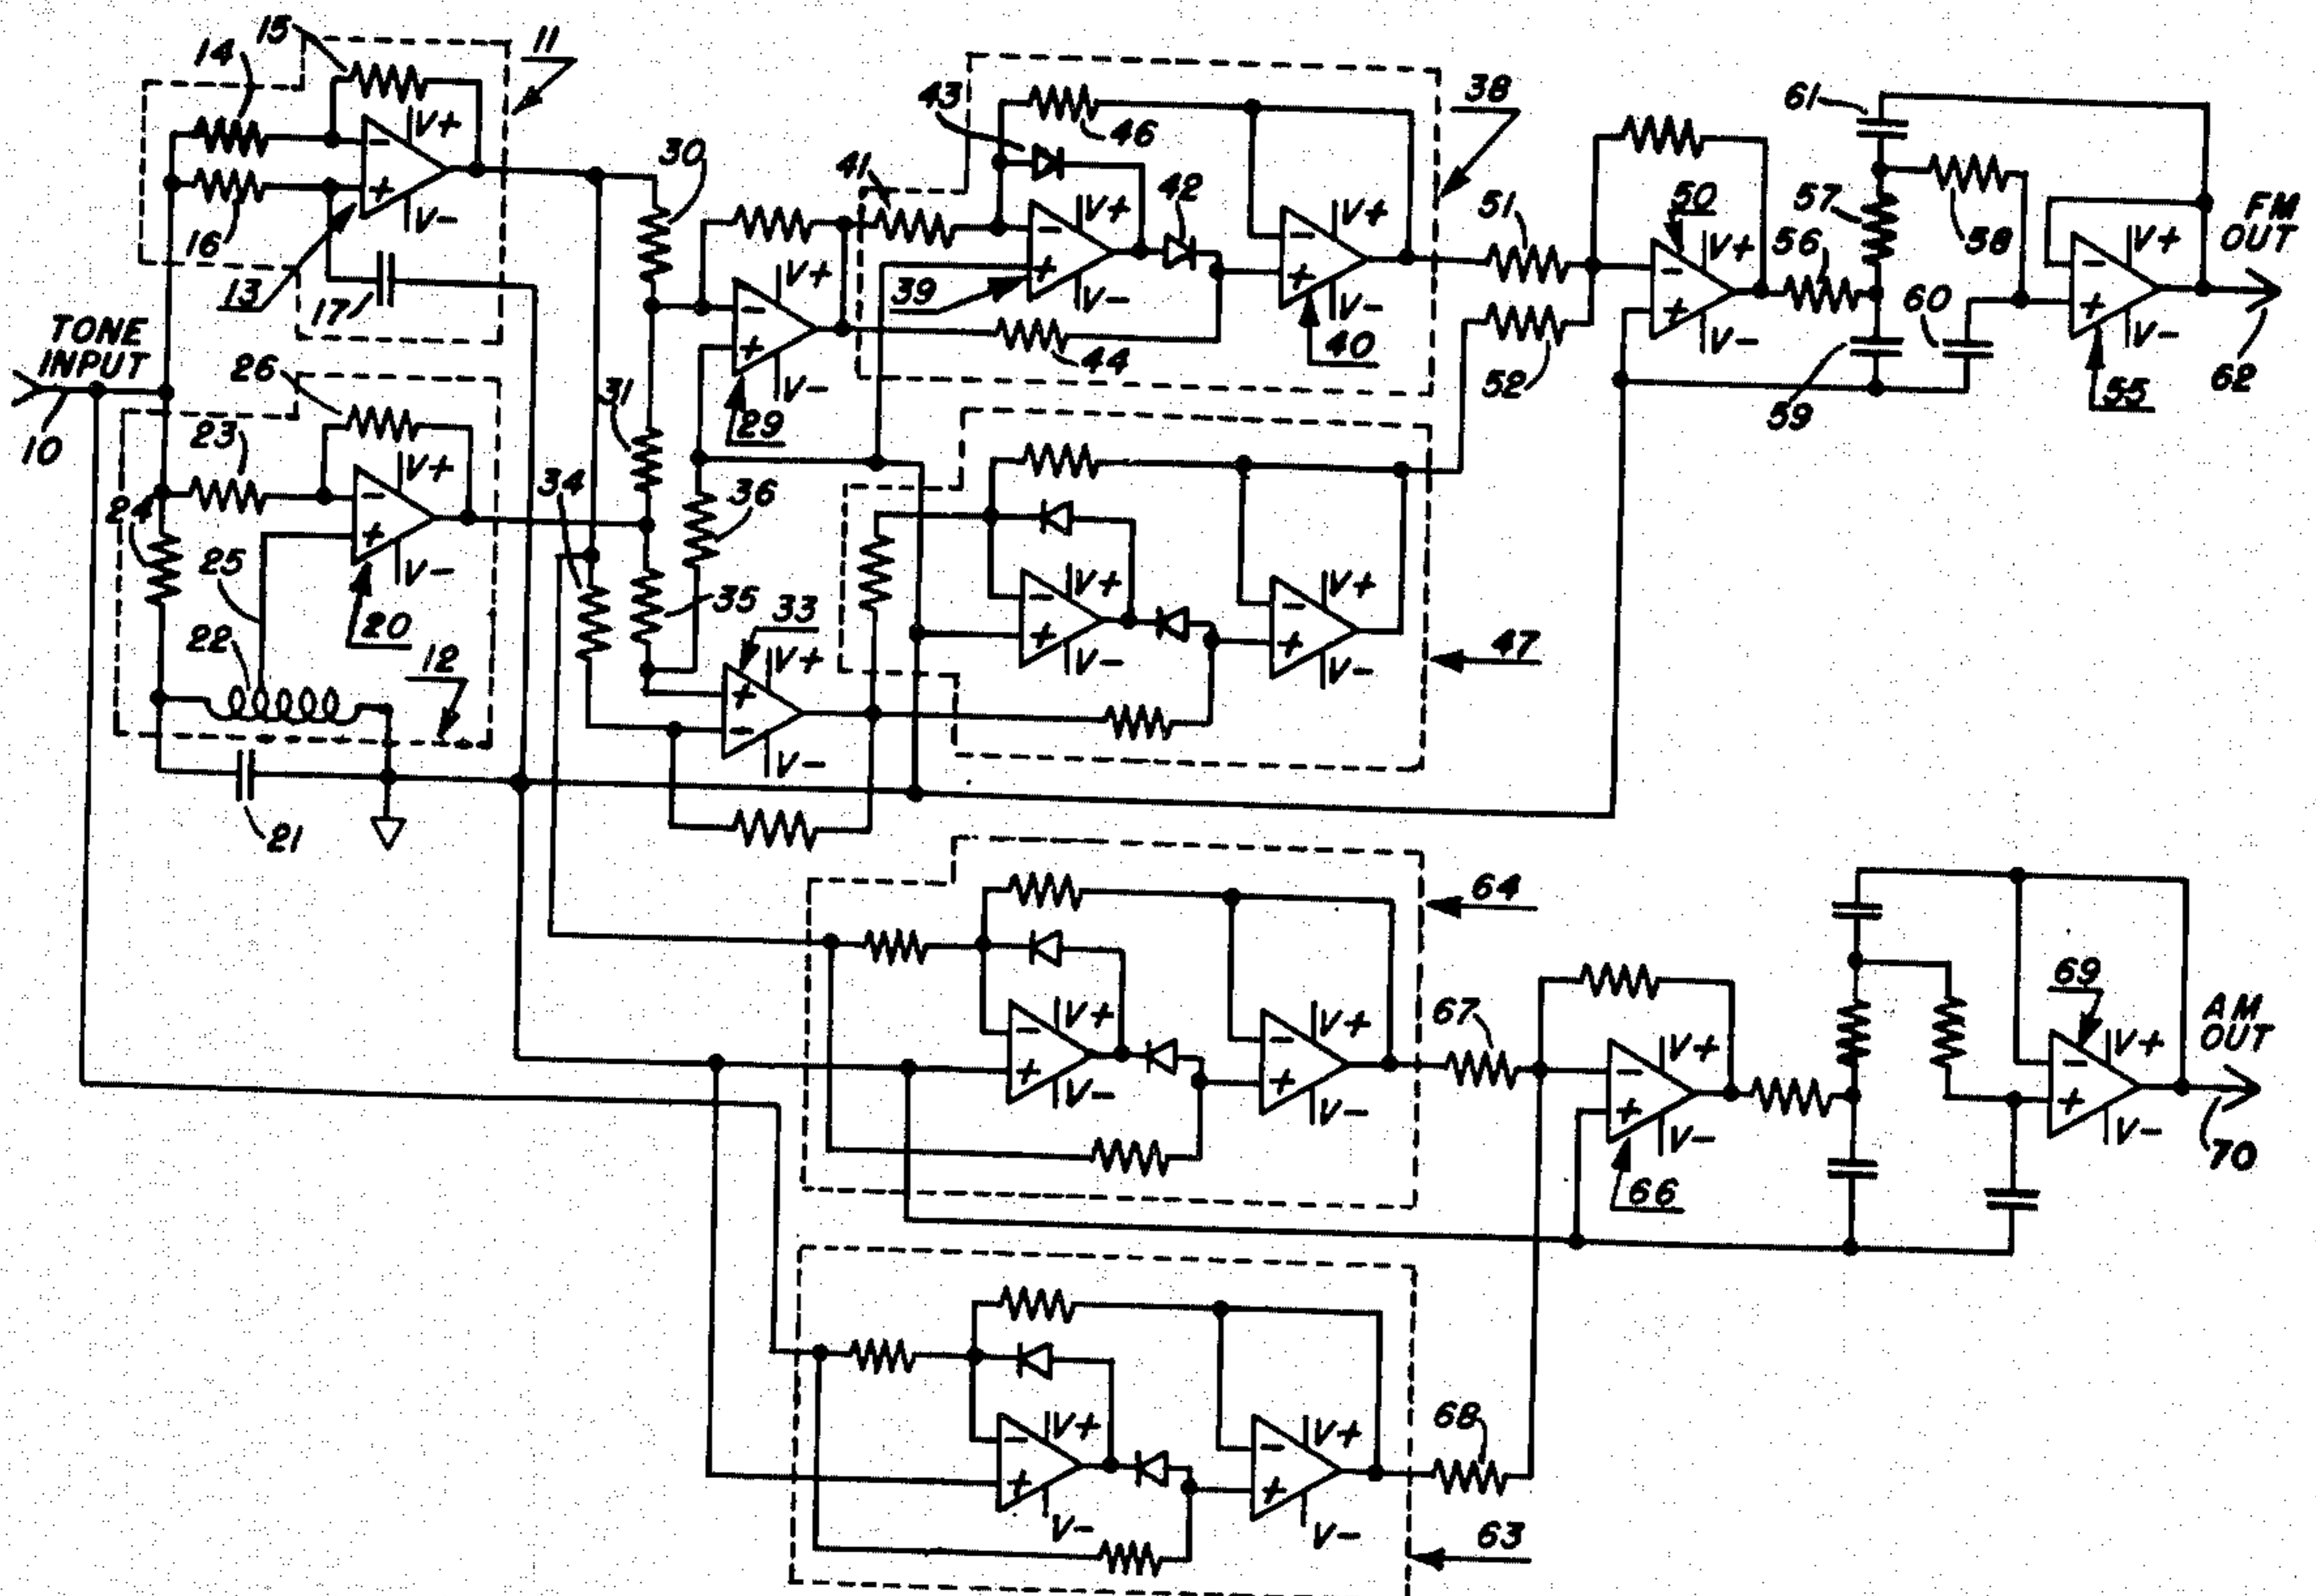 15
11
14
V+
-
+
V-
16
13
17
TONE
INPUT
10
26
23
24
V+
-
+
V-
25
20
22
12
21
30
31
34
V+
-
+
V-
29
36
35
33
V+
+
-
V-
43
46
38
41
42
V+
-
+
V-
39
V+
-
+
V-
40
44
V+
-
+
V-
V+
-
+
V-
47
51
52
50
V+
-
+
V-
61
57
56
58
60
59
V+
-
+
V-
55
FM
OUT
62
64
V+
-
+
V-
V+
-
+
V-
67
V+
-
+
V-
66
69
V+
-
+
V-
AM
OUT
70
V+
-
+
V-
V+
-
+
V-
68
63